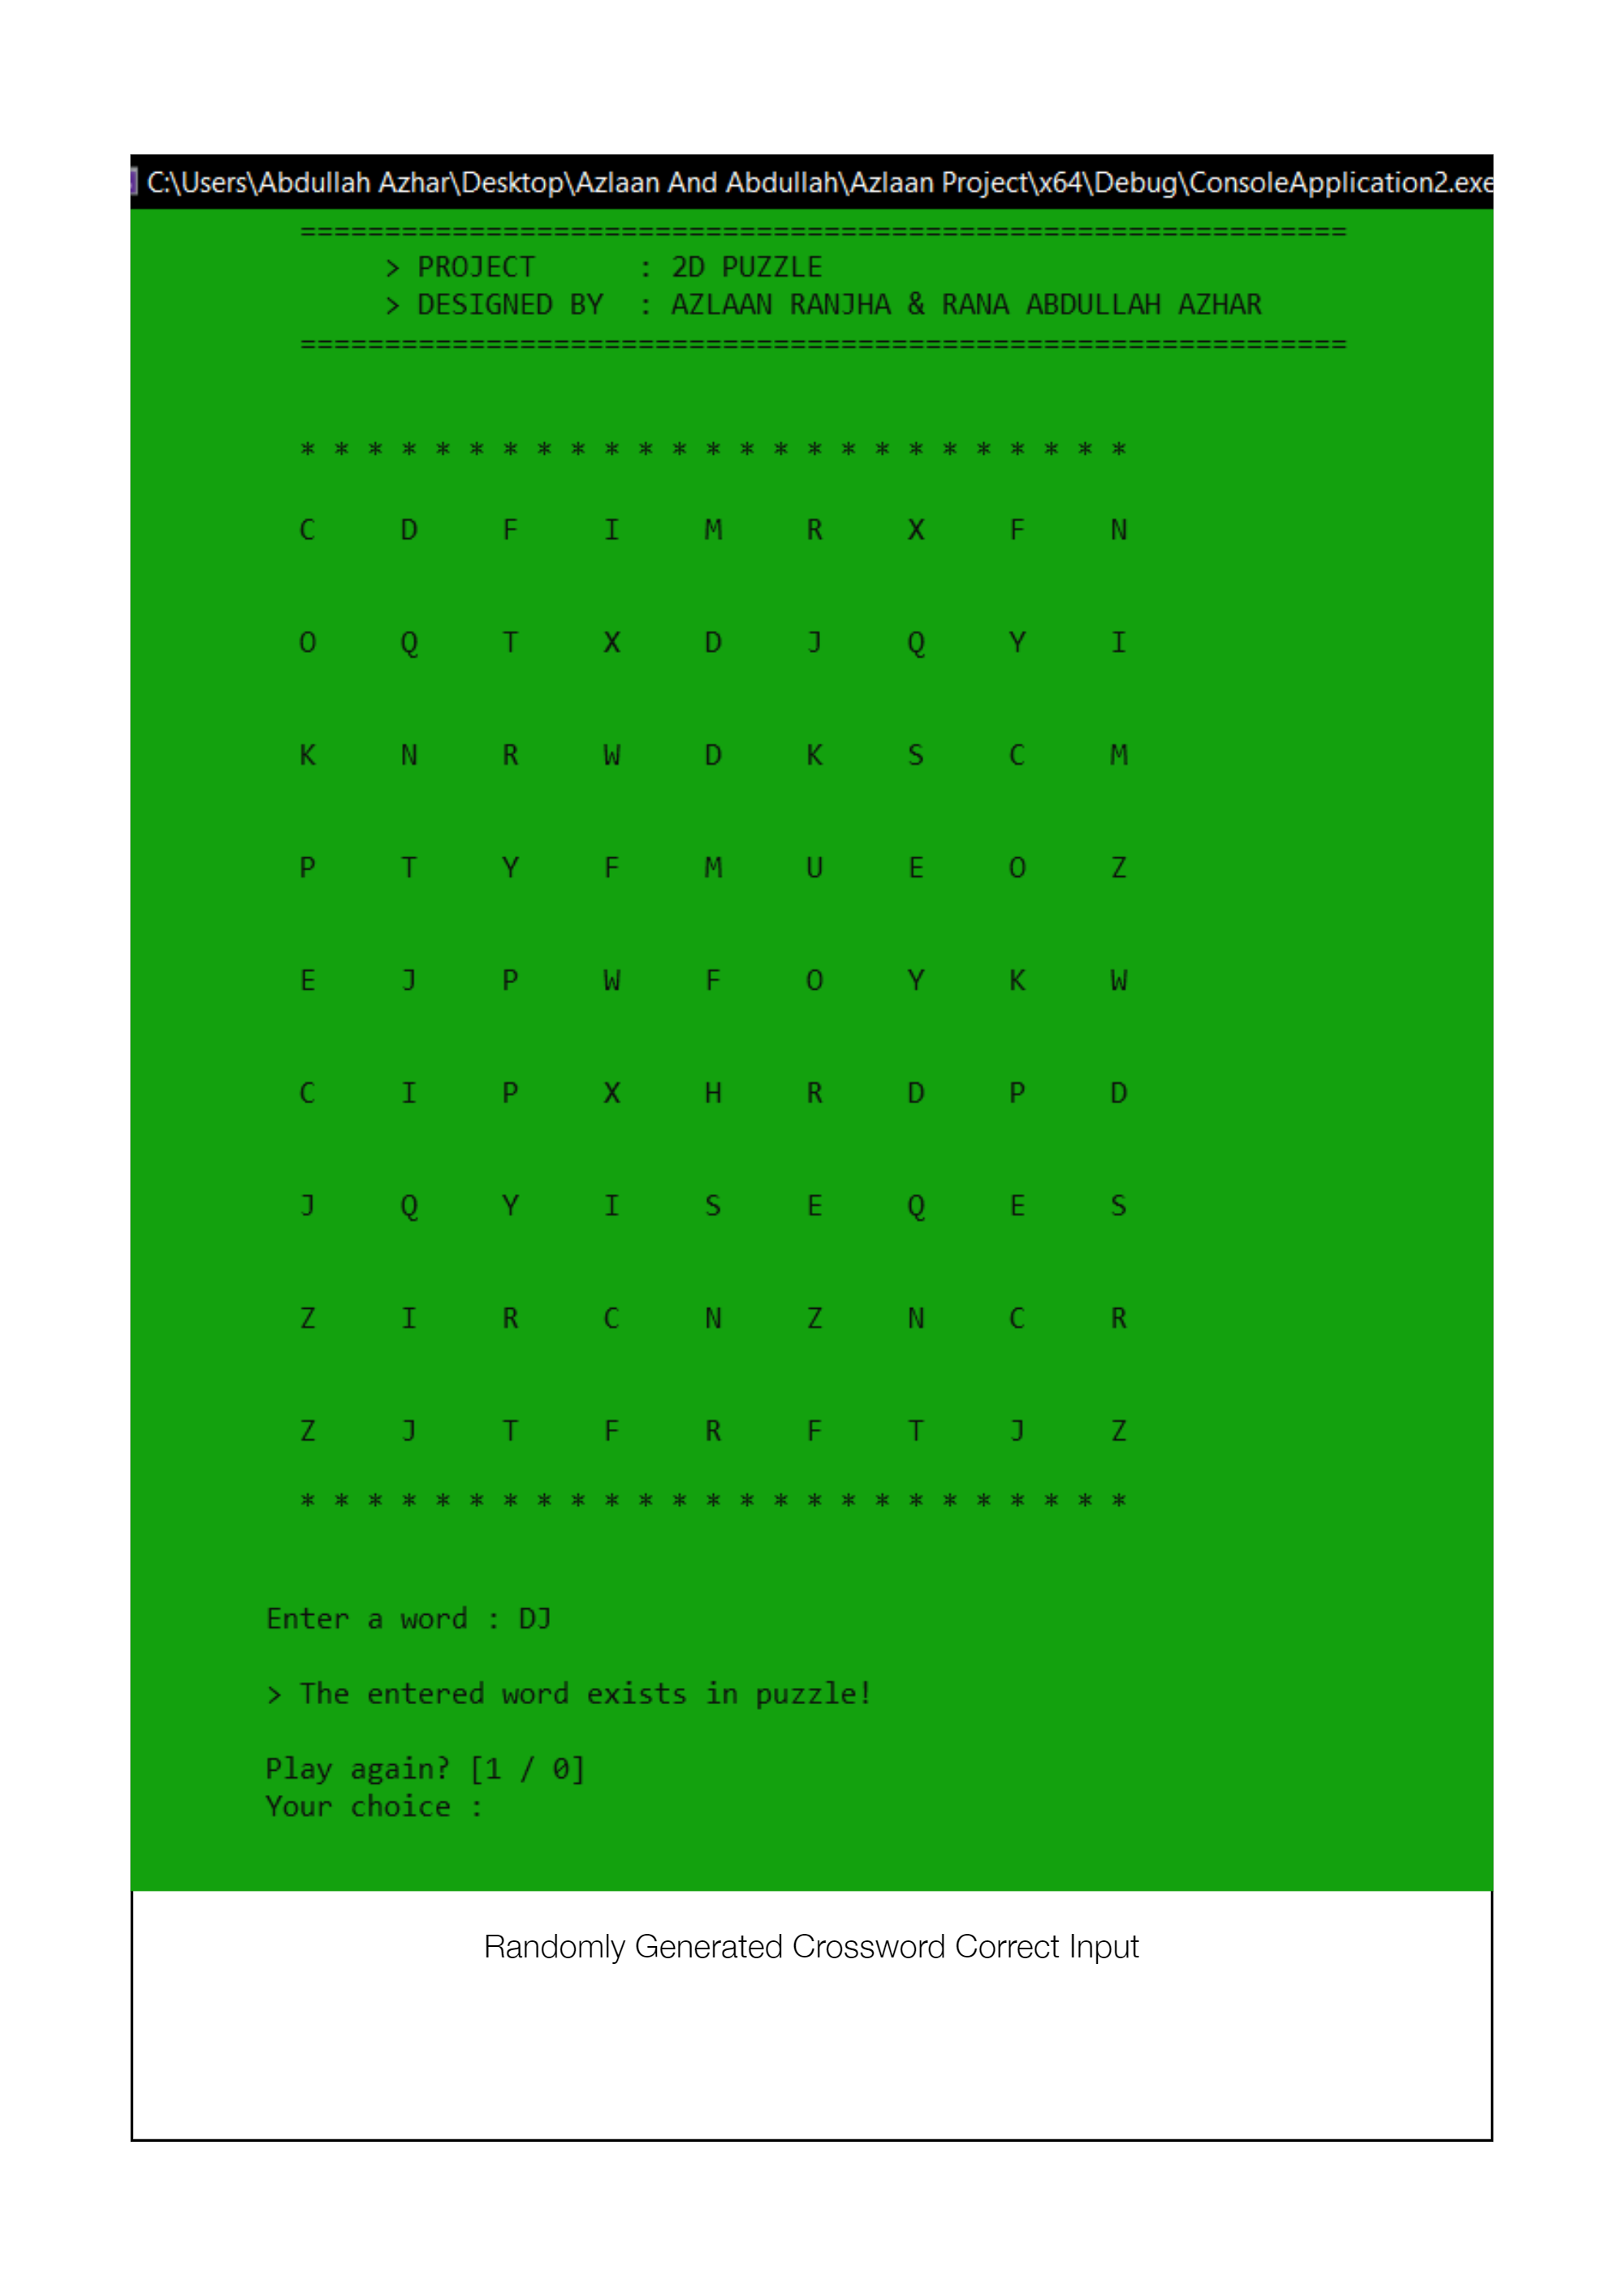 C:\Users\Abdullah Azhar\Desktop\Azlaan And Abdullah\Azlaan Project\x64\Debug\ConsoleApplication2.exe
==============================================================
> PROJECT : 2D PUZZLE
> DESIGNED BY : AZLAAN RANJHA & RANA ABDULLAH AZHAR
==============================================================
* * * * * * * * * * * * * * * * * * * * * * * * *
C D F I M R X F N
O Q T X D J Q Y I
K N R W D K S C M
P T Y F M U E O Z
E J P W F O Y K W
C I P X H R D P D
J Q Y I S E Q E S
Z I R C N Z N C R
Z J T F R F T J Z
* * * * * * * * * * * * * * * * * * * * * * * * *
Enter a word : DJ
> The entered word exists in puzzle!
Play again? [1 / 0]
Your choice :
Randomly Generated Crossword Correct Input